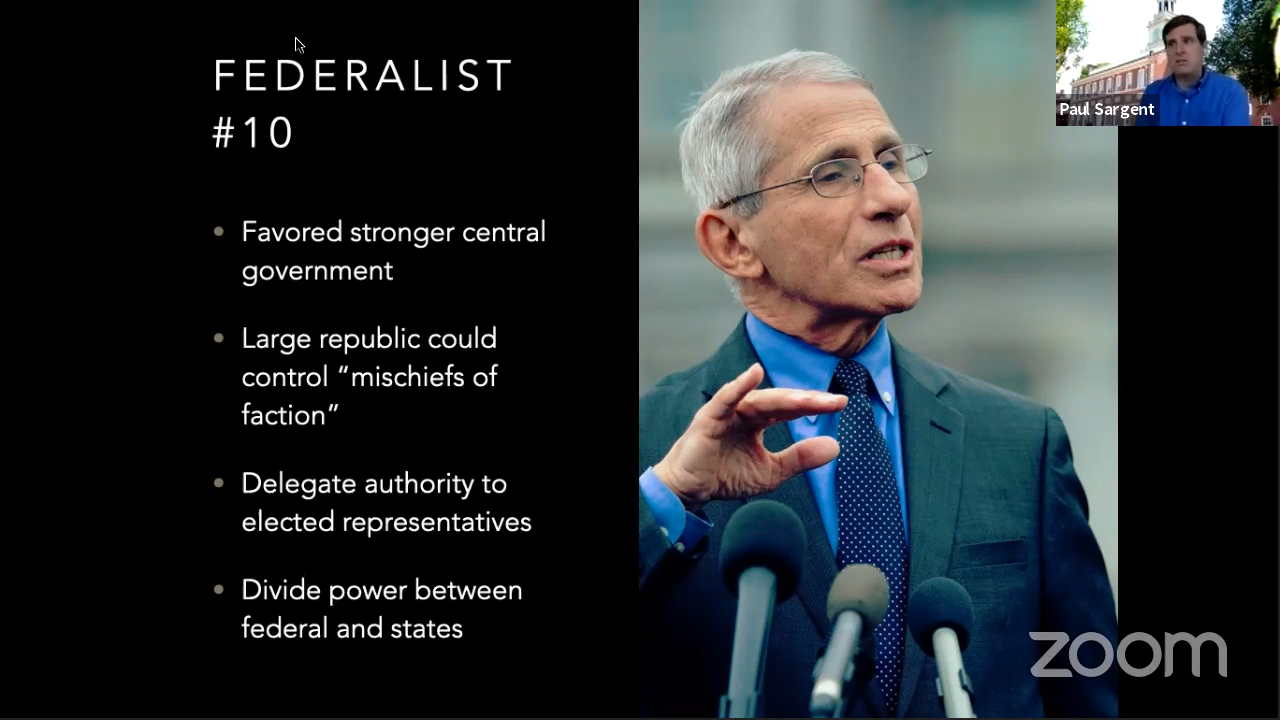 FEDERALIST
#10
• Favored stronger central
government
• Large republic could
control “mischiefs of
faction”
• Delegate authority to
elected representatives
• Divide power between
federal and states
Paul Sargent
zoom